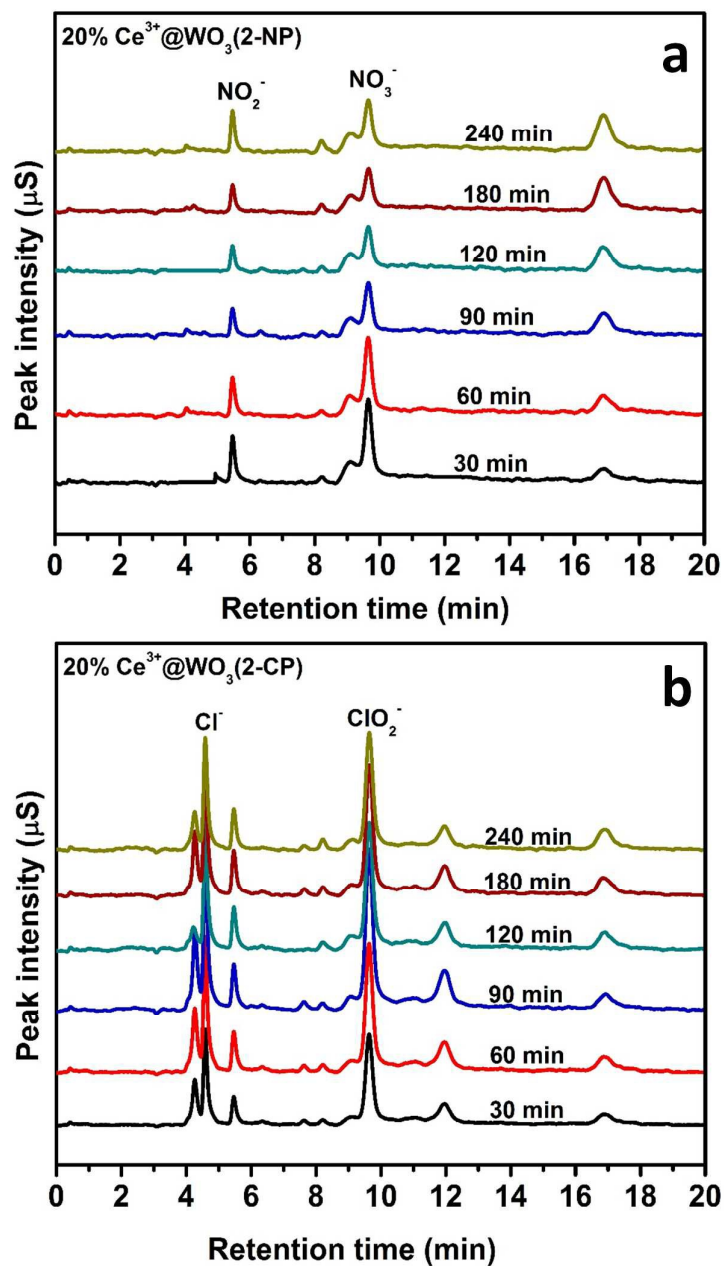 20% Ce³⁺@WO₃(2-NP)
a
NO₂⁻
NO₃⁻
240 min
180 min
120 min
90 min
60 min
30 min
Peak intensity (µS)
0 2 4 6 8 10 12 14 16 18 20
Retention time (min)
20% Ce³⁺@WO₃(2-CP)
b
Cl⁻
ClO₂⁻
240 min
180 min
120 min
90 min
60 min
30 min
Peak intensity (µS)
0 2 4 6 8 10 12 14 16 18 20
Retention time (min)